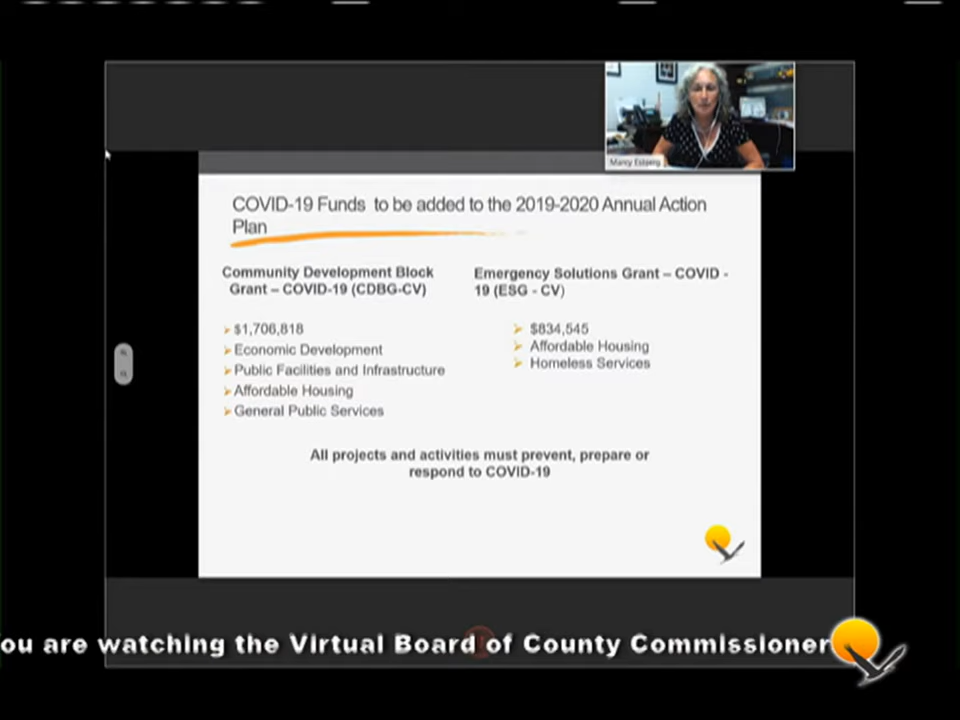 Marcy Esbjerg
COVID-19 Funds to be added to the 2019-2020 Annual Action
Plan
Community Development Block
Grant – COVID-19 (CDBG-CV)
➢ $1,706,818
➢ Economic Development
➢ Public Facilities and Infrastructure
➢ Affordable Housing
➢ General Public Services
Emergency Solutions Grant – COVID -
19 (ESG - CV)
➢ $834,545
➢ Affordable Housing
➢ Homeless Services
All projects and activities must prevent, prepare or
respond to COVID-19
ou are watching the Virtual Board of County Commissioner